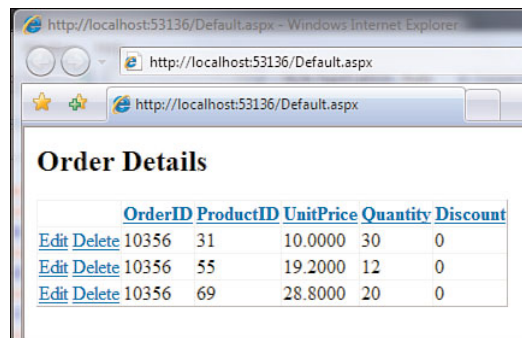 http://localhost:53136/Default.aspx - Windows Internet Explorer
http://localhost:53136/Default.aspx
http://localhost:53136/Default.aspx
Order Details
OrderID ProductID UnitPrice Quantity Discount
Edit Delete 10356 31 10.0000 30 0
Edit Delete 10356 55 19.2000 12 0
Edit Delete 10356 69 28.8000 20 0